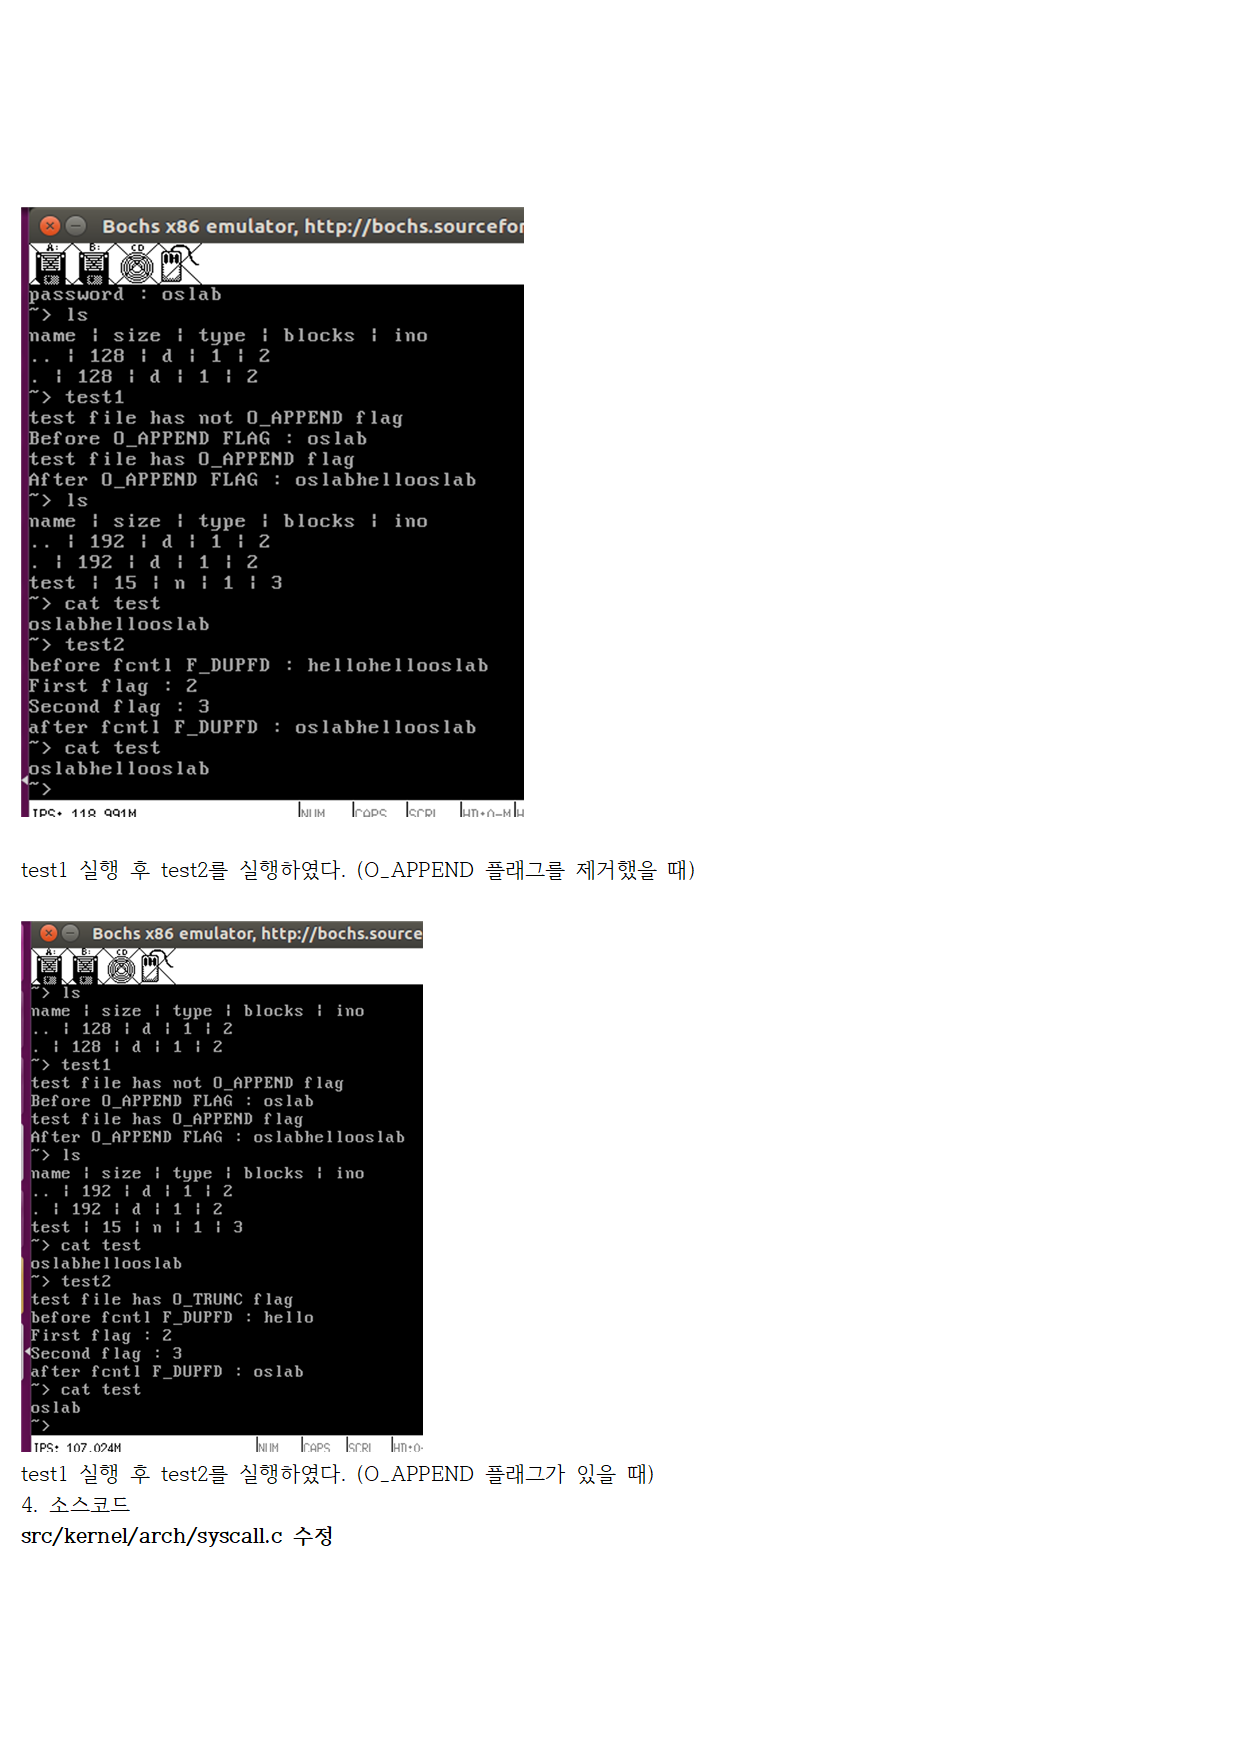 Bochs x86 emulator, http://bochs.sourcefor
A: B: CD
password : oslab
~> ls
name | size | type | blocks | ino
.. | 128 | d | 1 | 2
. | 128 | d | 1 | 2
~> test1
test file has not O_APPEND flag
Before O_APPEND FLAG : oslab
test file has O_APPEND flag
After O_APPEND FLAG : oslabhellooslab
~> ls
name | size | type | blocks | ino
.. | 192 | d | 1 | 2
. | 192 | d | 1 | 2
test | 15 | n | 1 | 3
~> cat test
oslabhellooslab
~> test2
before fcntl F_DUPFD : hellohellooslab
First flag : 2
Second flag : 3
after fcntl F_DUPFD : oslabhellooslab
~> cat test
oslabhellooslab
~>
IPS: 118.991M NUM CAPS SCRL HD:0-M H
test1 실행 후 test2를 실행하였다. (O_APPEND 플래그를 제거했을 때)
Bochs x86 emulator, http://bochs.source
A: B: CD
~> ls
name | size | type | blocks | ino
.. | 128 | d | 1 | 2
. | 128 | d | 1 | 2
~> test1
test file has not O_APPEND flag
Before O_APPEND FLAG : oslab
test file has O_APPEND flag
After O_APPEND FLAG : oslabhellooslab
~> ls
name | size | type | blocks | ino
.. | 192 | d | 1 | 2
. | 192 | d | 1 | 2
test | 15 | n | 1 | 3
~> cat test
oslabhellooslab
~> test2
test file has O_TRUNC flag
before fcntl F_DUPFD : hello
First flag : 2
Second flag : 3
after fcntl F_DUPFD : oslab
~> cat test
oslab
~>
IPS: 107.024M NUM CAPS SCRL HD:0-
test1 실행 후 test2를 실행하였다. (O_APPEND 플래그가 있을 때)
4. 소스코드
src/kernel/arch/syscall.c 수정